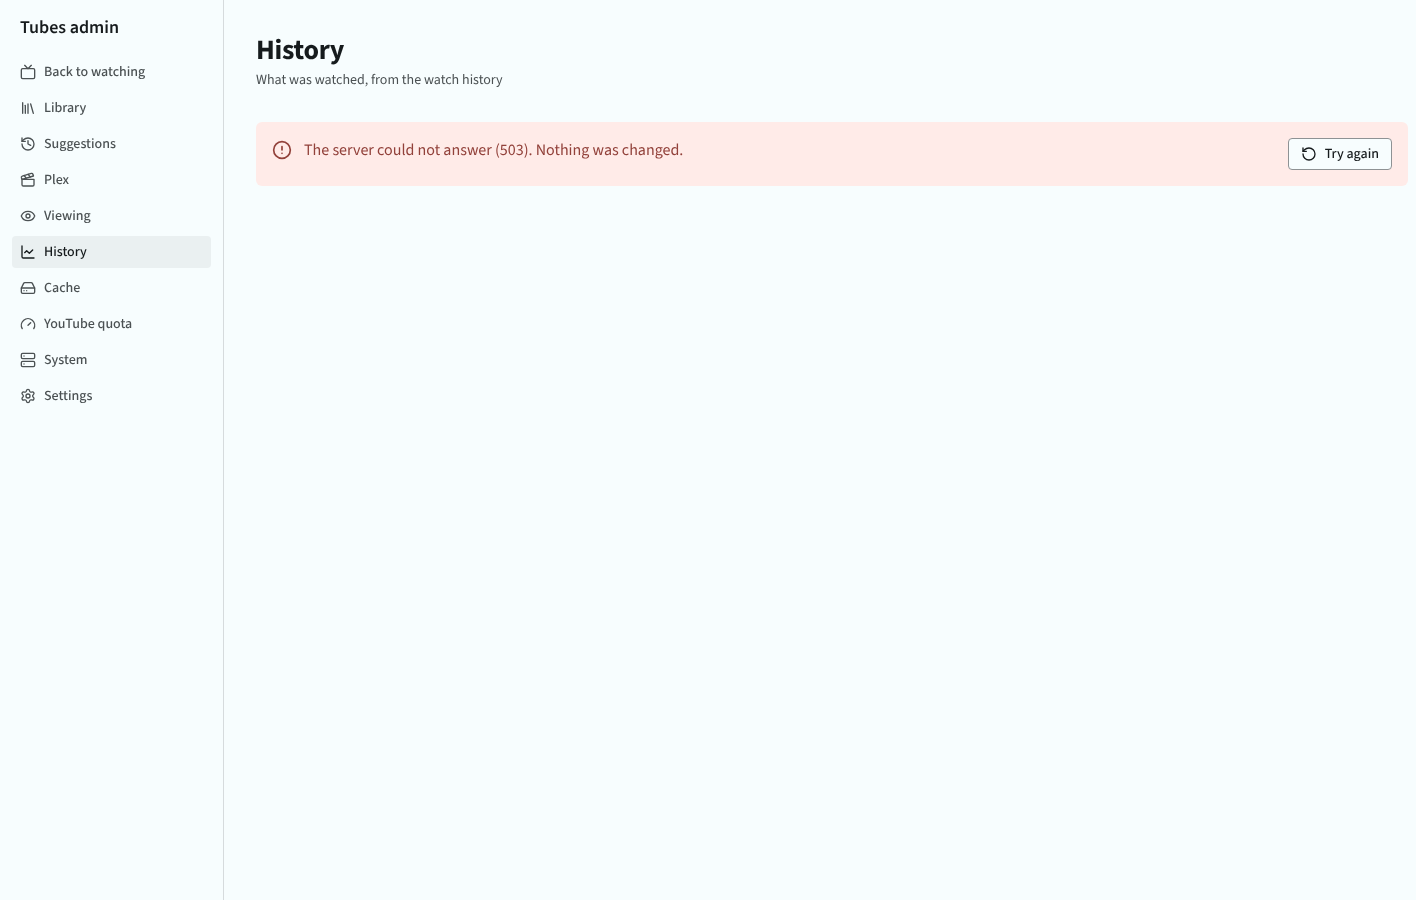 Tubes admin
Back to watching
Library
Suggestions
Plex
Viewing
History
Cache
YouTube quota
System
Settings
History
What was watched, from the watch history
The server could not answer (503). Nothing was changed.
Try again